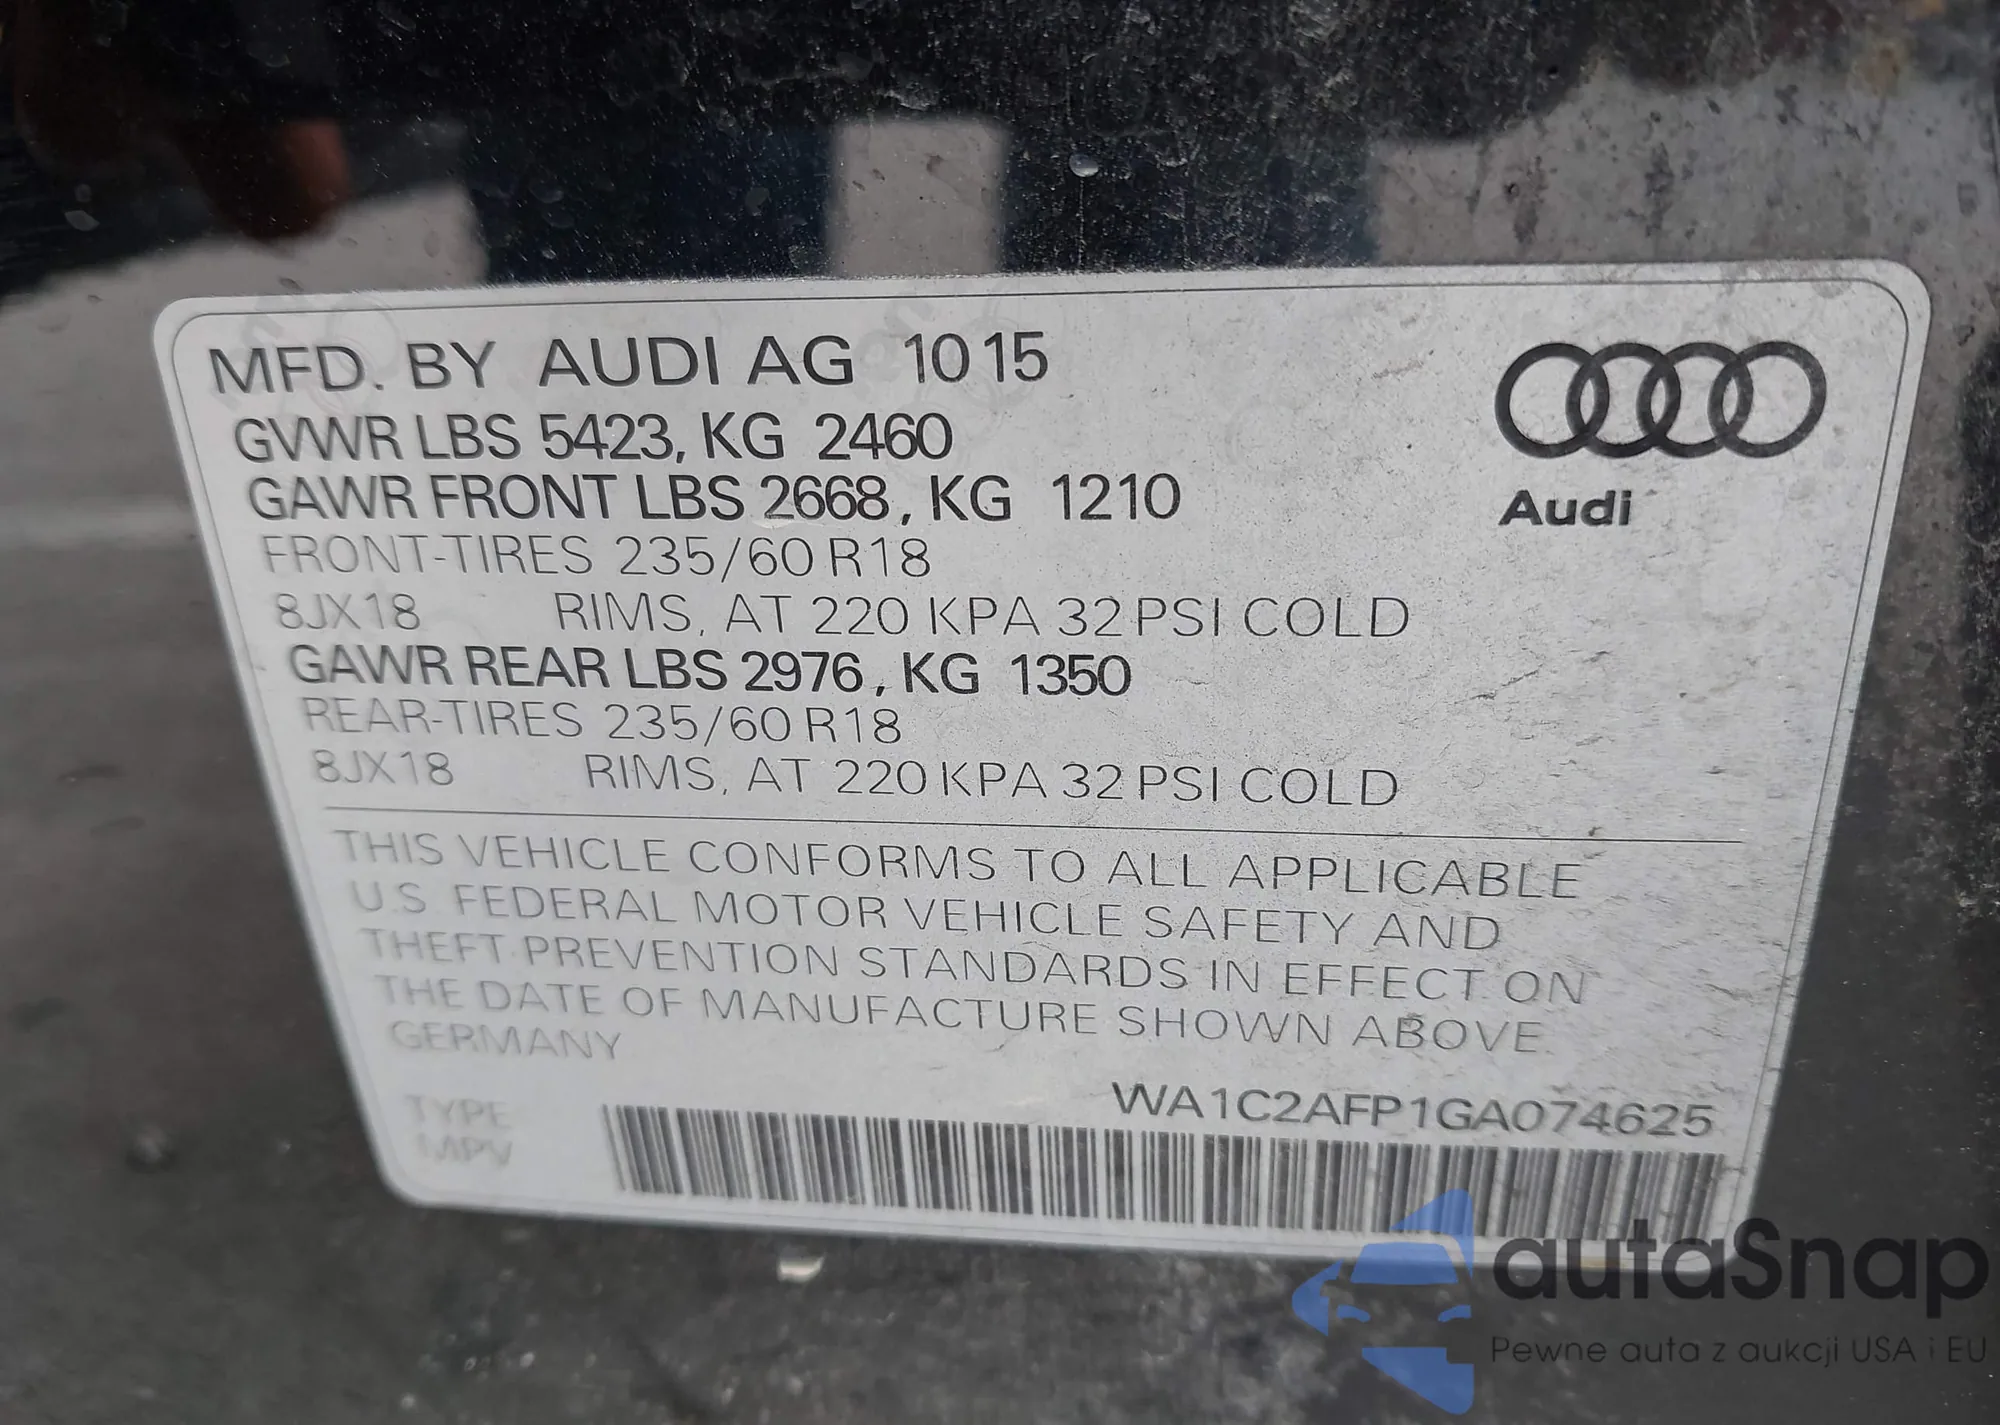 MFD. BY AUDI AG 10 15
GVWR LBS 5423, KG 2460
GAWR FRONT LBS 2668, KG 1210
FRONT-TIRES 235/60 R18
8JX18 RIMS, AT 220 KPA 32 PSI COLD
GAWR REAR LBS 2976, KG 1350
REAR-TIRES 235/60 R18
8JX18 RIMS, AT 220 KPA 32 PSI COLD
Audi
THIS VEHICLE CONFORMS TO ALL APPLICABLE
U.S. FEDERAL MOTOR VEHICLE SAFETY AND
THEFT PREVENTION STANDARDS IN EFFECT ON
THE DATE OF MANUFACTURE SHOWN ABOVE.
GERMANY
WA1C2AFP1GA074625
TYPE
MPV
autaSnap
Pewne auta z aukcji USA i EU